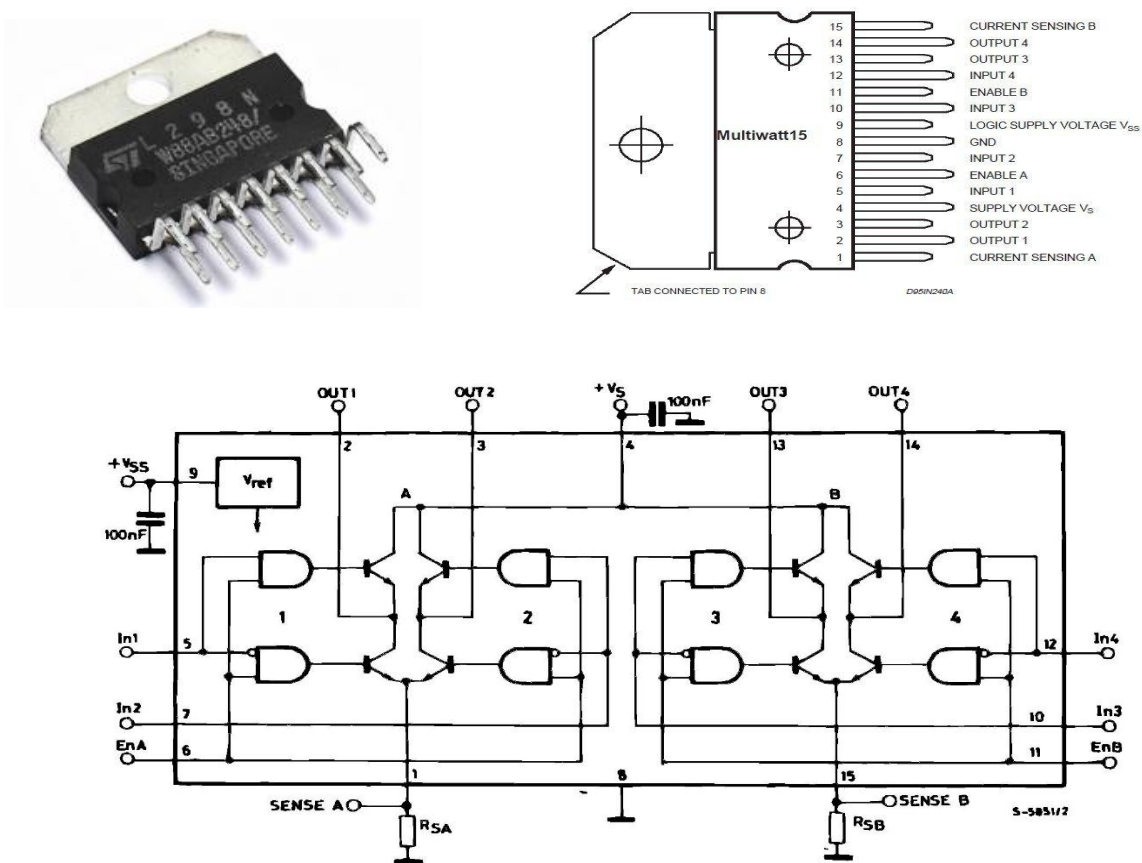 ST L298N
W88AB248/
SINGAPORE
Multiwatt15
15 CURRENT SENSING B
14 OUTPUT 4
13 OUTPUT 3
12 INPUT 4
11 ENABLE B
10 INPUT 3
9 LOGIC SUPPLY VOLTAGE VSS
8 GND
7 INPUT 2
6 ENABLE A
5 INPUT 1
4 SUPPLY VOLTAGE VS
3 OUTPUT 2
2 OUTPUT 1
1 CURRENT SENSING A
TAB CONNECTED TO PIN 8
D95IN240A
OUT1 OUT2 +VS 100nF OUT3 OUT4
2 3 4 13 14
+VSS 9 Vref A B
100nF
1 2 3 4
In1 5 12 In4
In2 7 10 In3
EnA 6 11 EnB
1 8 15
SENSE A SENSE B S-5851/2
RSA RSB